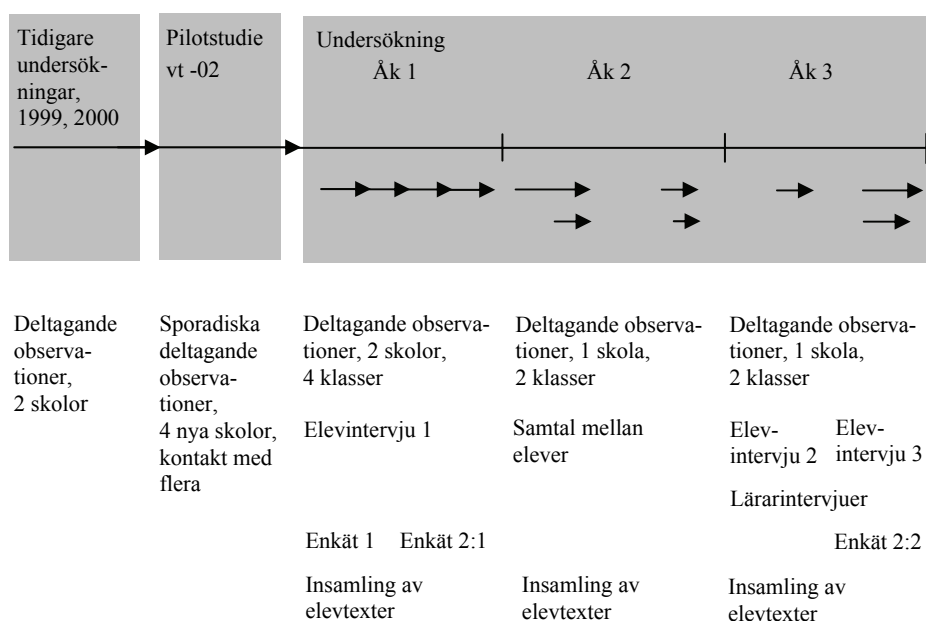 Tidigare
undersök-
ningar,
1999, 2000
Pilotstudie
vt -02
Undersökning
Åk 1
Åk 2
Åk 3
Deltagande
observa-
tioner,
2 skolor
Sporadiska
deltagande
observa-
tioner,
4 nya skolor,
kontakt med
flera
Deltagande observa-
tioner, 2 skolor,
4 klasser
Elevintervju 1
Enkät 1
Enkät 2:1
Insamling av
elevtexter
Deltagande observa-
tioner, 1 skola,
2 klasser
Samtal mellan
elever
Insamling av
elevtexter
Deltagande observa-
tioner, 1 skola,
2 klasser
Elev-
intervju 2
Elev-
intervju 3
Lärarintervjuer
Enkät 2:2
Insamling av
elevtexter